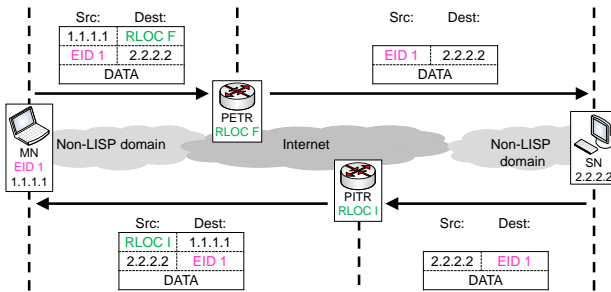 Src: Dest:
1.1.1.1 RLOC F
EID 1 2.2.2.2
DATA
Src: Dest:
EID 1 2.2.2.2
DATA
PETR
RLOC F
MN
EID 1
1.1.1.1
Non-LISP domain
Internet
Non-LISP
domain
SN
2.2.2.2
PITR
RLOC I
Src: Dest:
RLOC I 1.1.1.1
2.2.2.2 EID 1
DATA
Src: Dest:
2.2.2.2 EID 1
DATA